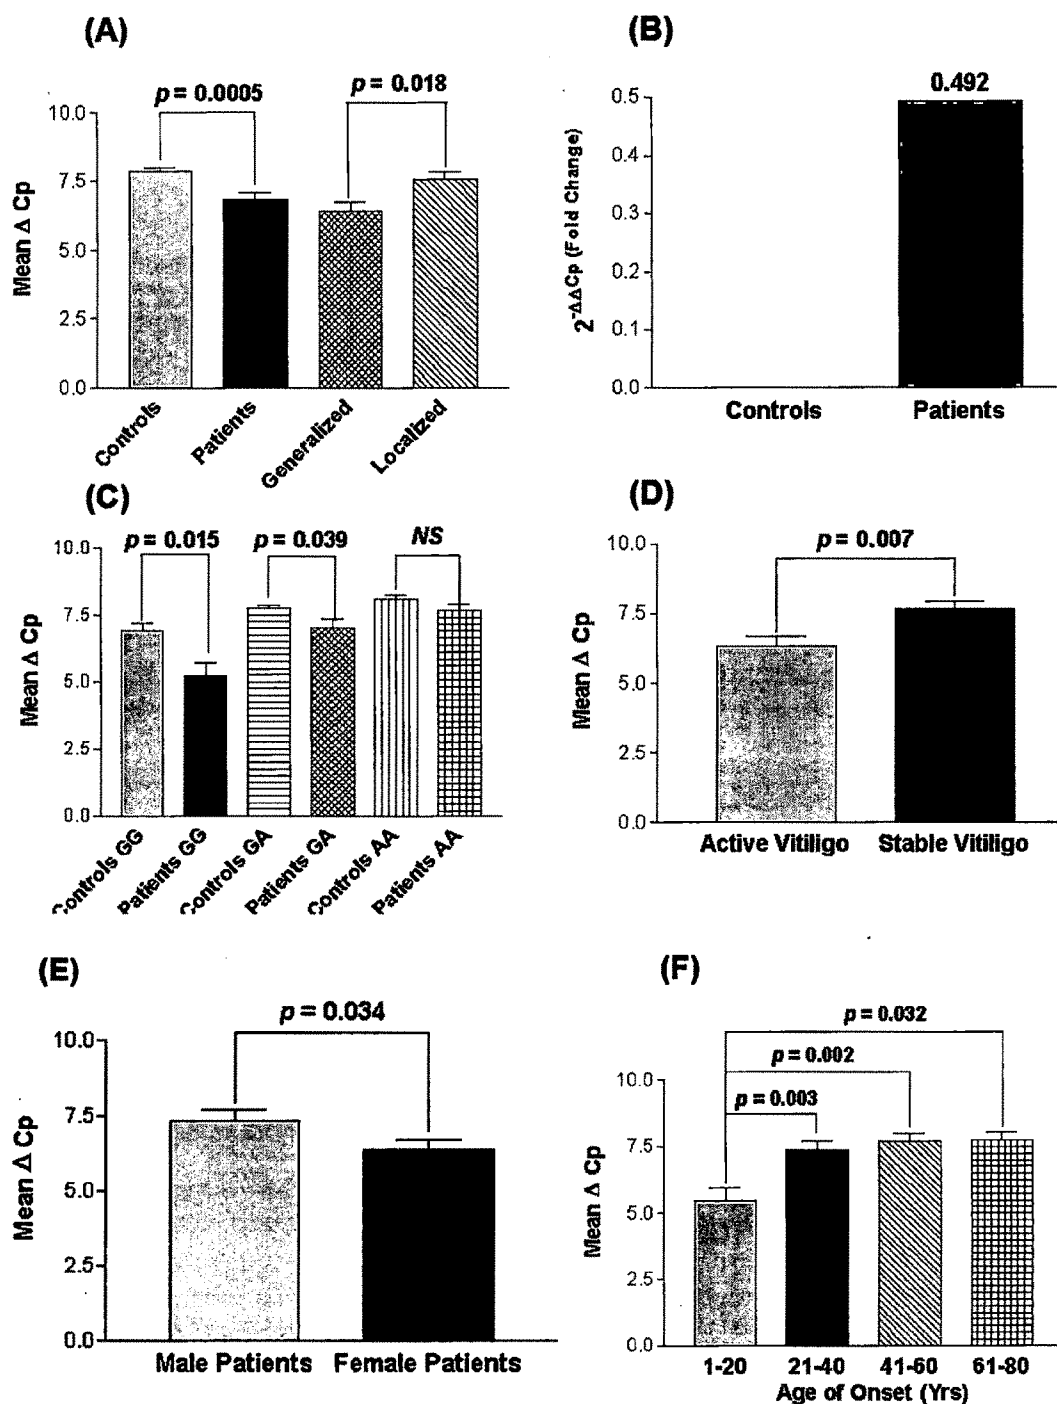 (A)
p = 0.0005
p = 0.018
Mean Δ Cp
10.0
7.5
5.0
2.5
0.0
Controls
Patients
Generalized
Localized
(B)
0.492
2-ΔΔCp (Fold Change)
0.5
0.4
0.3
0.2
0.1
0.0
Controls
Patients
(C)
p = 0.015
p = 0.039
NS
Mean Δ Cp
10.0
7.5
5.0
2.5
0.0
Controls GG
Patients GG
Controls GA
Patients GA
Controls AA
Patients AA
(D)
p = 0.007
Mean Δ Cp
10.0
7.5
5.0
2.5
0.0
Active Vitiligo
Stable Vitiligo
(E)
p = 0.034
Mean Δ Cp
10.0
7.5
5.0
2.5
0.0
Male Patients
Female Patients
(F)
p = 0.032
p = 0.002
p = 0.003
Mean Δ Cp
10.0
7.5
5.0
2.5
0.0
1-20
21-40
41-60
61-80
Age of Onset (Yrs)